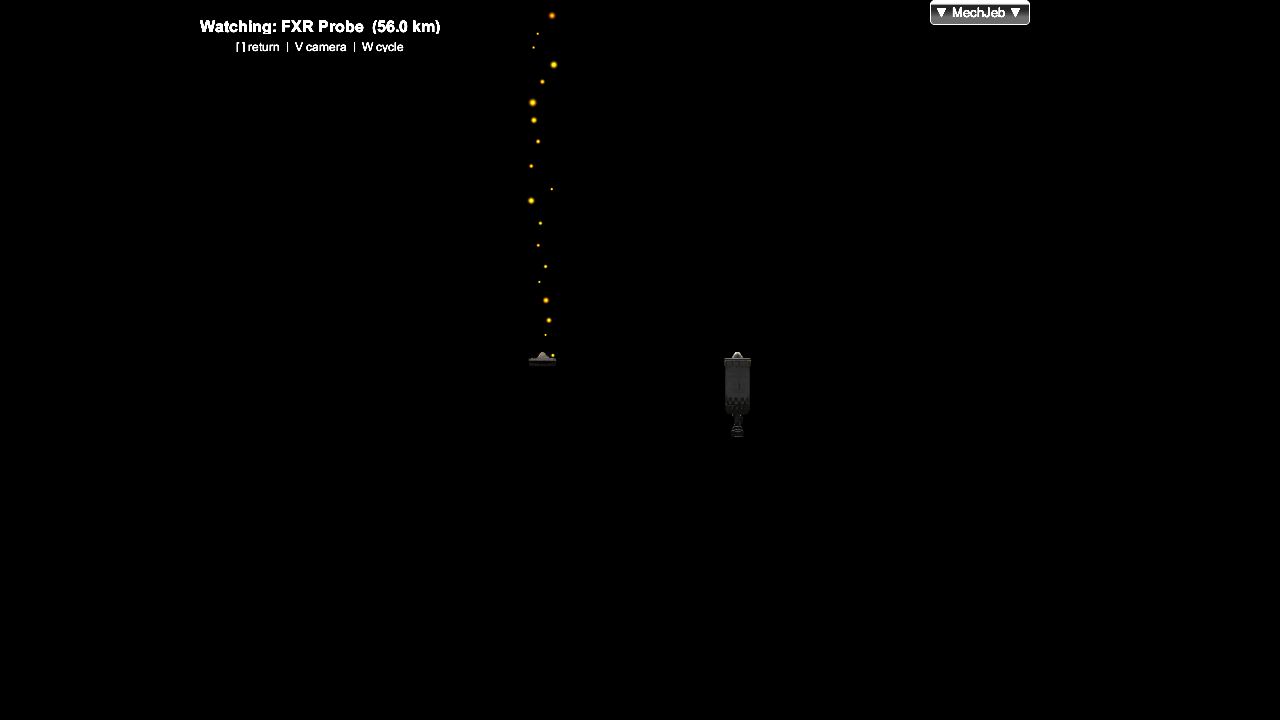 Watching: FXR Probe (56.0 km)
[ ] return | V camera | W cycle
▼ MechJeb ▼